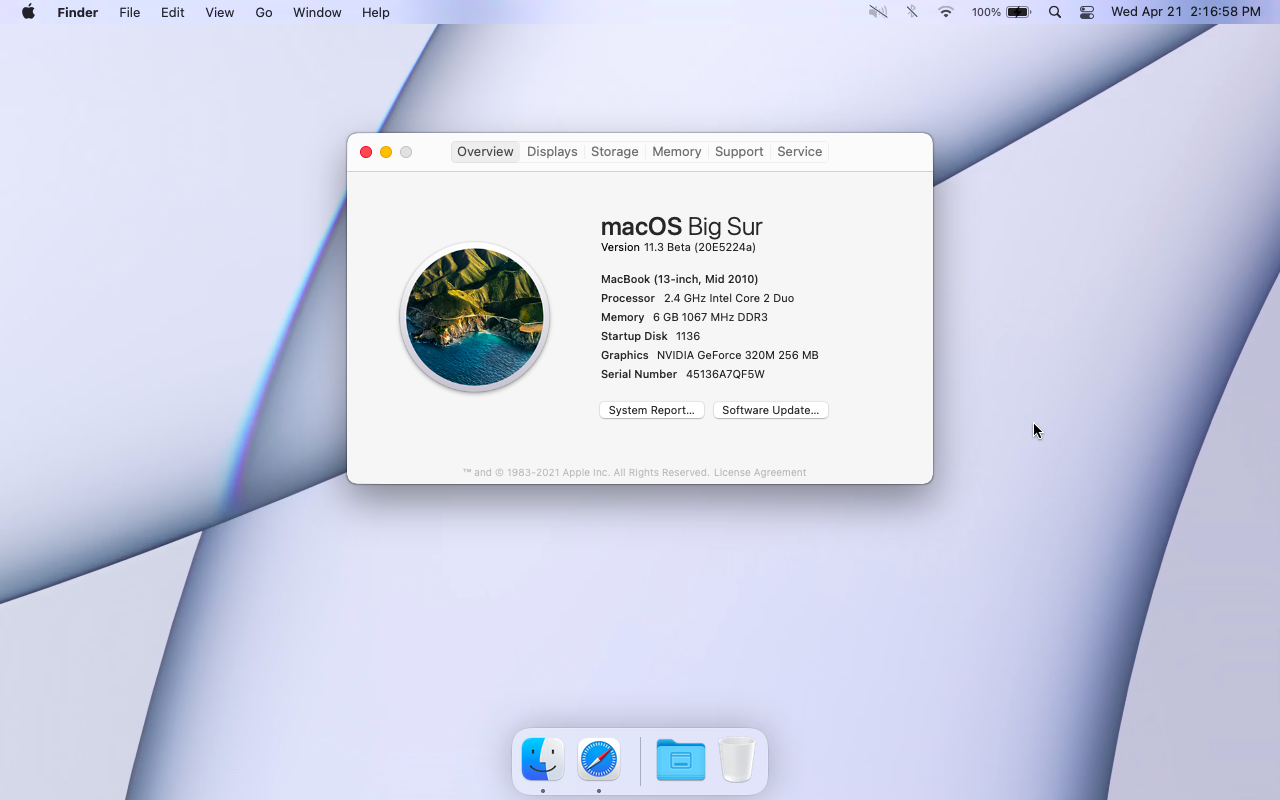 Finder File Edit View Go Window Help 100% Wed Apr 21 2:16:58 PM
Overview Displays Storage Memory Support Service
macOS Big Sur
Version 11.3 Beta (20E5224a)
MacBook (13-inch, Mid 2010)
Processor 2.4 GHz Intel Core 2 Duo
Memory 6 GB 1067 MHz DDR3
Startup Disk 1136
Graphics NVIDIA GeForce 320M 256 MB
Serial Number 45136A7QF5W
System Report... Software Update...
™ and © 1983-2021 Apple Inc. All Rights Reserved. License Agreement